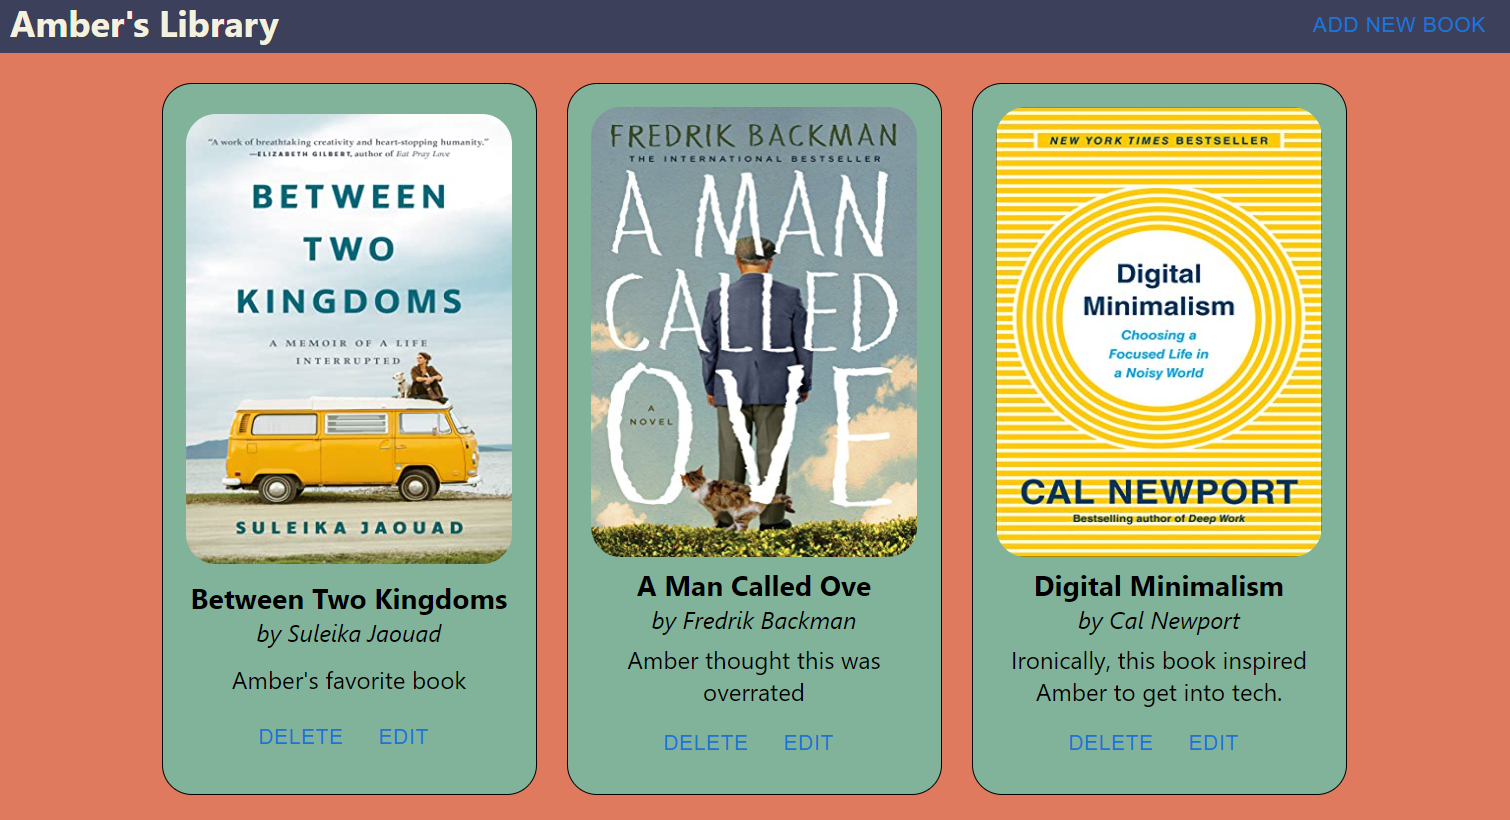 Amber's Library
ADD NEW BOOK
"A work of breathtaking creativity and heart-stopping humanity."
—ELIZABETH GILBERT, author of Eat Pray Love
BETWEEN
TWO
KINGDOMS
A MEMOIR OF A LIFE
INTERRUPTED
SULEIKA JAOUAD
Between Two Kingdoms
by Suleika Jaouad
Amber's favorite book
DELETE EDIT
FREDRIK BACKMAN
THE INTERNATIONAL BESTSELLER
A MAN
CALLED
OVE
A
NOVEL
A Man Called Ove
by Fredrik Backman
Amber thought this was
overrated
DELETE EDIT
NEW YORK TIMES BESTSELLER
Digital
Minimalism
Choosing a
Focused Life in
a Noisy World
CAL NEWPORT
Bestselling author of Deep Work
Digital Minimalism
by Cal Newport
Ironically, this book inspired
Amber to get into tech.
DELETE EDIT